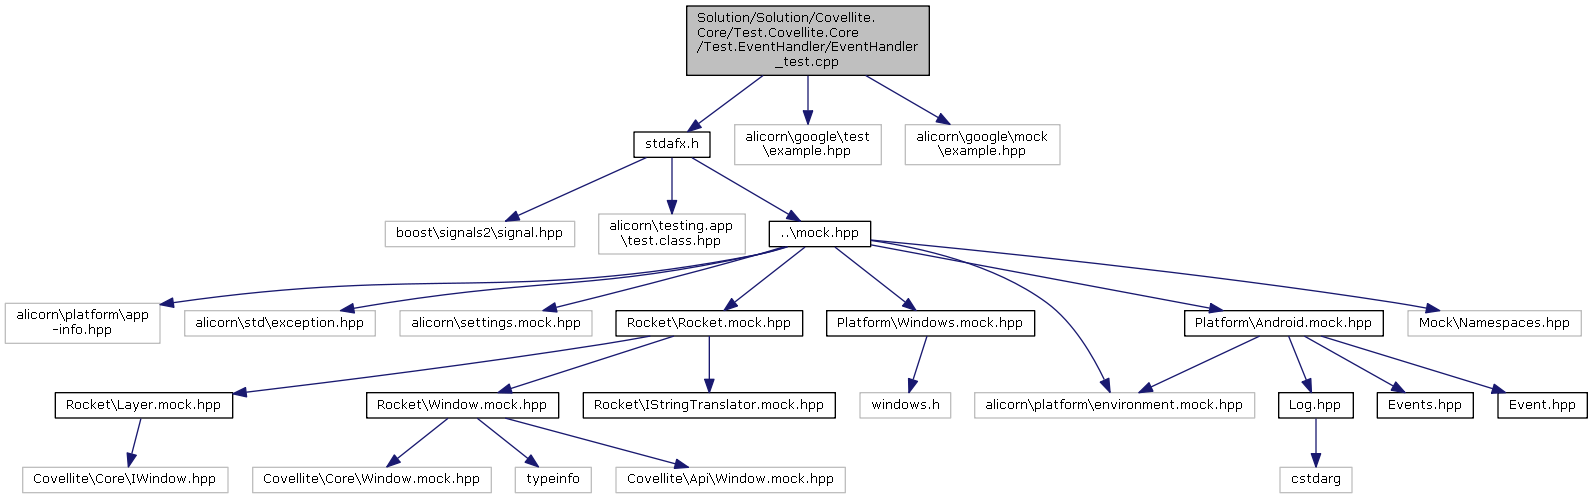 Solution/Solution/Covellite.
Core/Test.Covellite.Core
/Test.EventHandler/EventHandler
_test.cpp
stdafx.h
alicorn\google\test
\example.hpp
alicorn\google\mock
\example.hpp
boost\signals2\signal.hpp
alicorn\testing.app
\test.class.hpp
..\mock.hpp
alicorn\platform\app
-info.hpp
alicorn\std\exception.hpp
alicorn\settings.mock.hpp
Rocket\Rocket.mock.hpp
Platform\Windows.mock.hpp
Platform\Android.mock.hpp
Mock\Namespaces.hpp
Rocket\Layer.mock.hpp
Rocket\Window.mock.hpp
Rocket\IStringTranslator.mock.hpp
windows.h
alicorn\platform\environment.mock.hpp
Log.hpp
Events.hpp
Event.hpp
Covellite\Core\IWindow.hpp
Covellite\Core\Window.mock.hpp
typeinfo
Covellite\Api\Window.mock.hpp
cstdarg